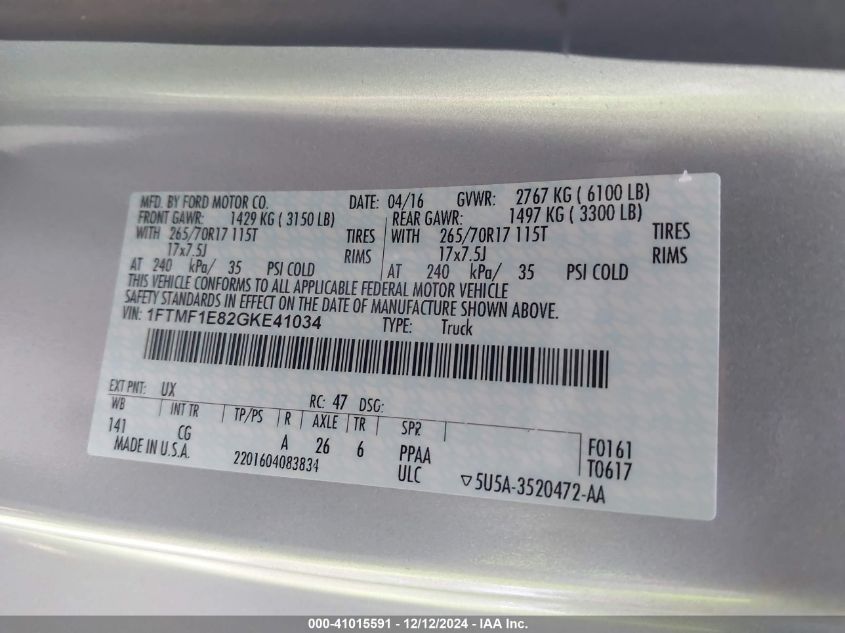 MFD. BY FORD MOTOR CO. DATE: 04/16 GVWR: 2767 KG ( 6100 LB)
FRONT GAWR: 1429 KG ( 3150 LB) REAR GAWR: 1497 KG ( 3300 LB)
WITH 265/70R17 115T TIRES WITH 265/70R17 115T TIRES
17x7.5J RIMS 17x7.5J RIMS
AT 240 kPa/ 35 PSI COLD AT 240 kPa/ 35 PSI COLD
THIS VEHICLE CONFORMS TO ALL APPLICABLE FEDERAL MOTOR VEHICLE
SAFETY STANDARDS IN EFFECT ON THE DATE OF MANUFACTURE SHOWN ABOVE.
VIN: 1FTMF1E82GKE41034 TYPE: Truck
EXT PNT: UX RC: 47 DSG:
WB INT TR TP/PS R AXLE TR SPR
141 CG A 26 6 PPAA F0161
MADE IN U.S.A. 2201604083834 ULC T0617
▽5U5A-3520472-AA
000-41015591 - 12/12/2024 - IAA Inc.